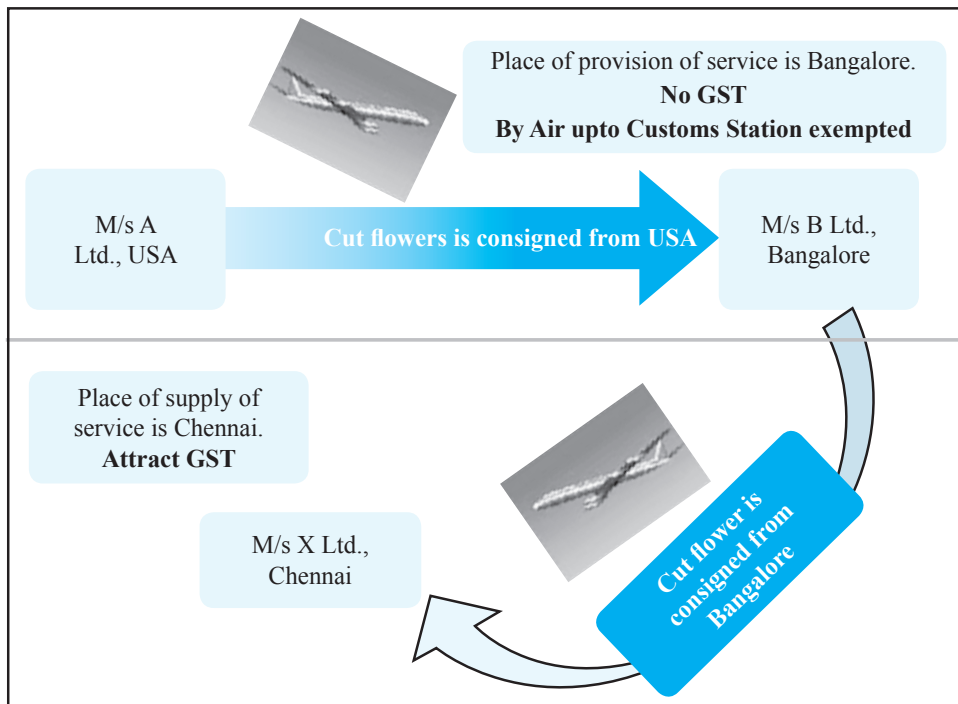 Place of provision of service is Bangalore.
No GST
By Air upto Customs Station exempted
M/s A
Ltd., USA
Cut flowers is consigned from USA
M/s B Ltd.,
Bangalore
Place of supply of
service is Chennai.
Attract GST
Cut flower is
consigned from
Bangalore
M/s X Ltd.,
Chennai